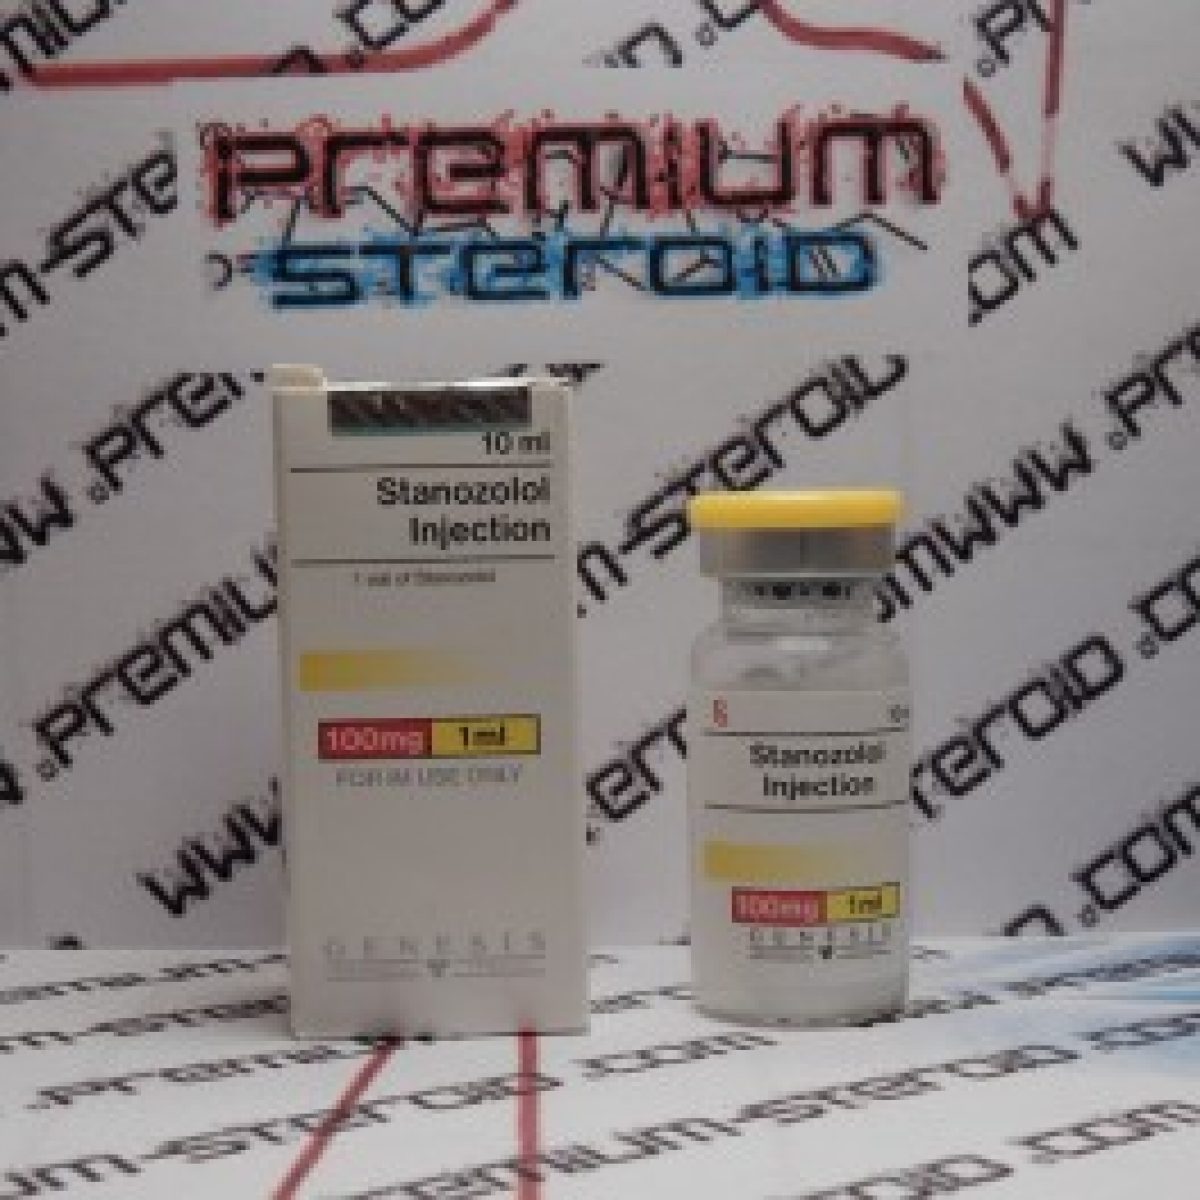 PREMIUM
STEROID
www.Premium-Steroid.com
10 ml
Stanozolol
Injection
100mg 1ml
FOR IM USE ONLY
GENESIS
Stanozolol
Injection
100mg 1ml
GENESIS